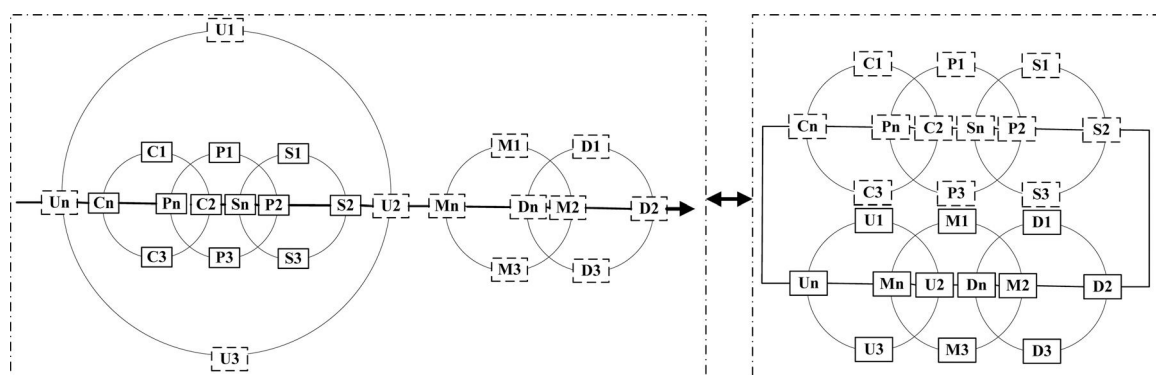 U1
C1 P1 S1
M1 D1
Un Cn Pn C2 Sn P2 S2 U2 Mn Dn M2 D2
C3 P3 S3
M3 D3
U3
C1 P1 S1
Cn Pn C2 Sn P2 S2
C3 P3 S3
U1 M1 D1
Un Mn U2 Dn M2 D2
U3 M3 D3